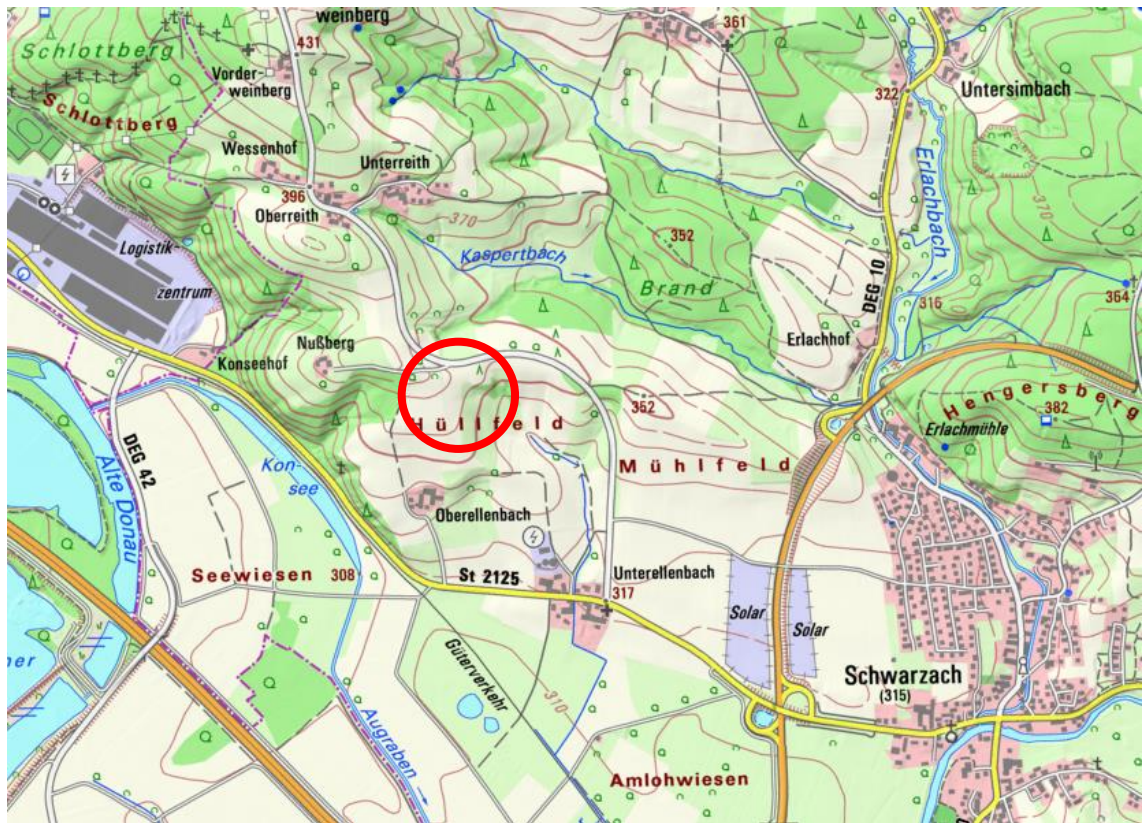 weinberg
361
Schlottberg
431
Vorder-
weinberg
322
Untersimbach
Schlottberg
Wessenhof
Unterreith
Erlachbach
396
Oberreith
370
370
352
Logistik-
zentrum
Kaspertbach
Brand
DEG 10
316
364
Nußberg
Konseehof
Erlachhof
352
Hengersberg
382
Erlachmühle
Hüllfeld
Mühlfeld
DEG 42
Alte Donau
Kon-
see
Oberellenbach
Seewiesen
308
St 2125
Unterellenbach
317
Solar
Solar
Güterverkehr
310
Schwarzach
(315)
Augraben
Amlohwiesen